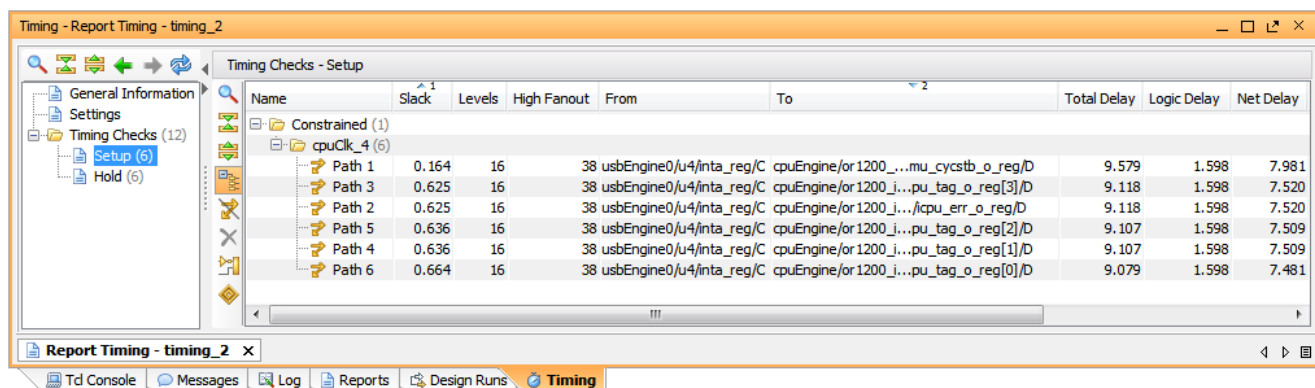 Timing - Report Timing - timing_2
Timing Checks - Setup
General Information
Settings
Timing Checks (12)
Setup (6)
Hold (6)
Name Slack 1 Levels High Fanout From To 2 Total Delay Logic Delay Net Delay
Constrained (1)
cpuClk_4 (6)
Path 1 0.164 16 38 usbEngine0/u4/inta_reg/C cpuEngine/or1200_...mu_cycstb_o_reg/D 9.579 1.598 7.981
Path 3 0.625 16 38 usbEngine0/u4/inta_reg/C cpuEngine/or1200_i...pu_tag_o_reg[3]/D 9.118 1.598 7.520
Path 2 0.625 16 38 usbEngine0/u4/inta_reg/C cpuEngine/or1200_i.../icpu_err_o_reg/D 9.118 1.598 7.520
Path 5 0.636 16 38 usbEngine0/u4/inta_reg/C cpuEngine/or1200_i...pu_tag_o_reg[2]/D 9.107 1.598 7.509
Path 4 0.636 16 38 usbEngine0/u4/inta_reg/C cpuEngine/or1200_i...pu_tag_o_reg[1]/D 9.107 1.598 7.509
Path 6 0.664 16 38 usbEngine0/u4/inta_reg/C cpuEngine/or1200_i...pu_tag_o_reg[0]/D 9.079 1.598 7.481
Report Timing - timing_2
Tcl Console Messages Log Reports Design Runs Timing